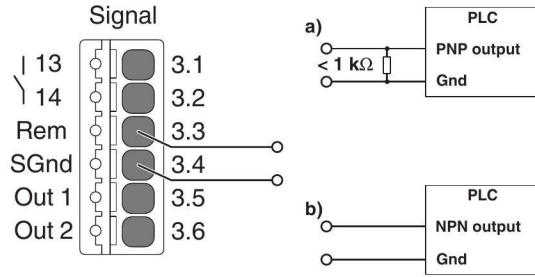 Signal
13 3.1
14 3.2
Rem 3.3
SGnd 3.4
Out 1 3.5
Out 2 3.6
a)
PLC
PNP output
< 1 kΩ
Gnd
b)
PLC
NPN output
Gnd